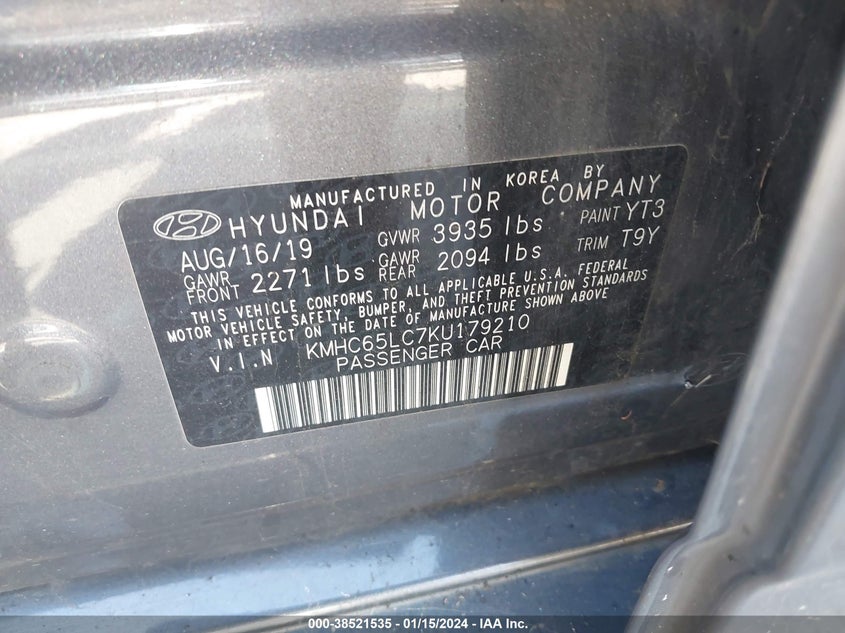 MANUFACTURED IN KOREA BY
HYUNDAI MOTOR COMPANY
AUG/16/19 GVWR 3935 lbs PAINT YT3
GAWR FRONT 2271 lbs GAWR REAR 2094 lbs TRIM T9Y
THIS VEHICLE CONFORMS TO ALL APPLICABLE U.S.A. FEDERAL
MOTOR VEHICLE SAFETY, BUMPER, AND THEFT PREVENTION STANDARDS
IN EFFECT ON THE DATE OF MANUFACTURE SHOWN ABOVE
V.I.N KMHC65LC7KU179210
PASSENGER CAR
000-38521535 - 01/15/2024 - IAA Inc.